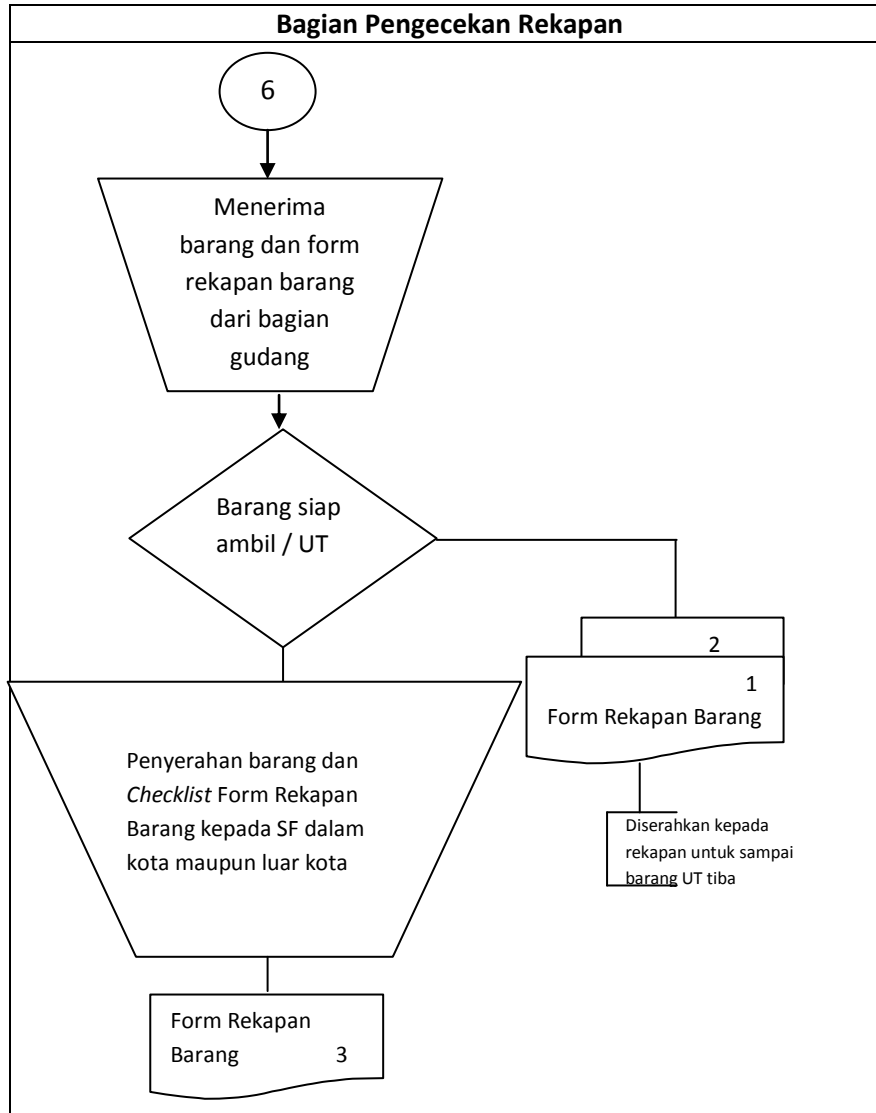 Bagian Pengecekan Rekapan
6
Menerima
barang dan form
rekapan barang
dari bagian
gudang
Barang siap
ambil / UT
2
1
Form Rekapan Barang
Penyerahan barang dan
Checklist Form Rekapan
Barang kepada SF dalam
kota maupun luar kota
Diserahkan kepada
rekapan untuk sampai
barang UT tiba
Form Rekapan
Barang 3